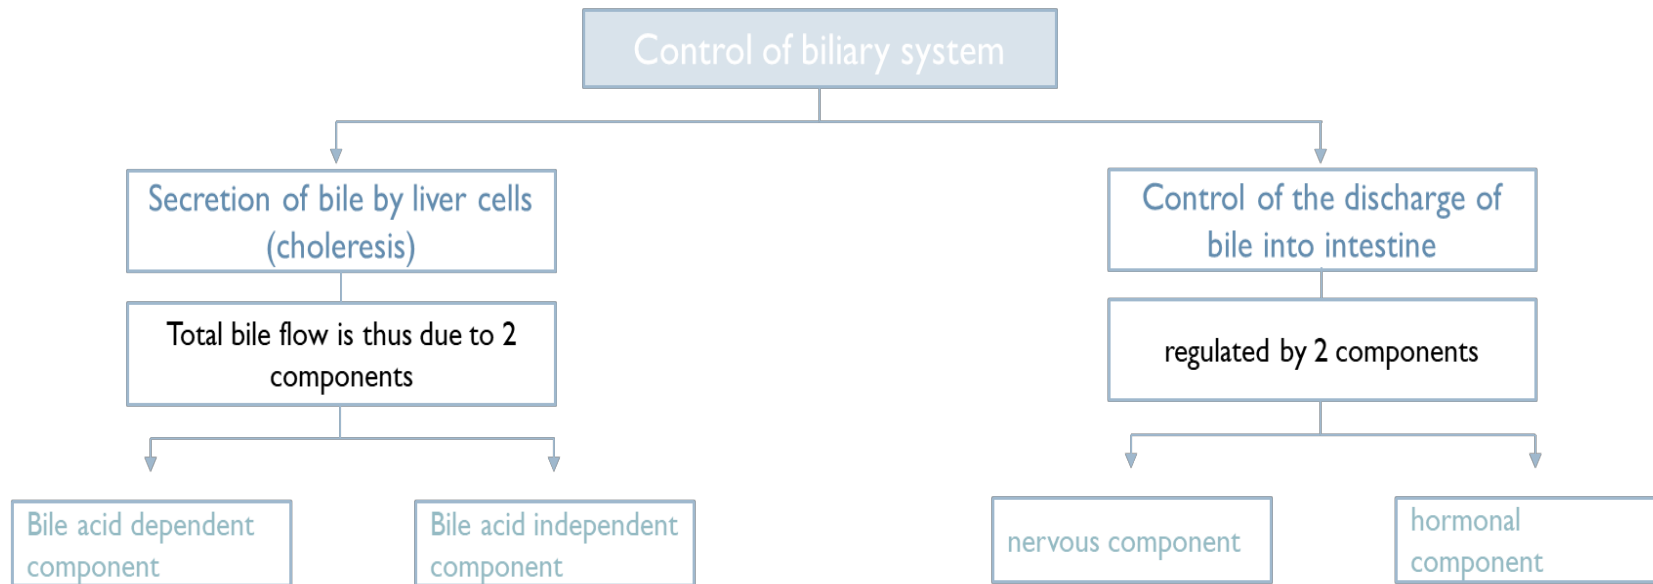 Control of biliary system
Secretion of bile by liver cells
(choleresis)
Total bile flow is thus due to 2
components
Bile acid dependent
component
Bile acid independent
component
Control of the discharge of
bile into intestine
regulated by 2 components
nervous component
hormonal
component